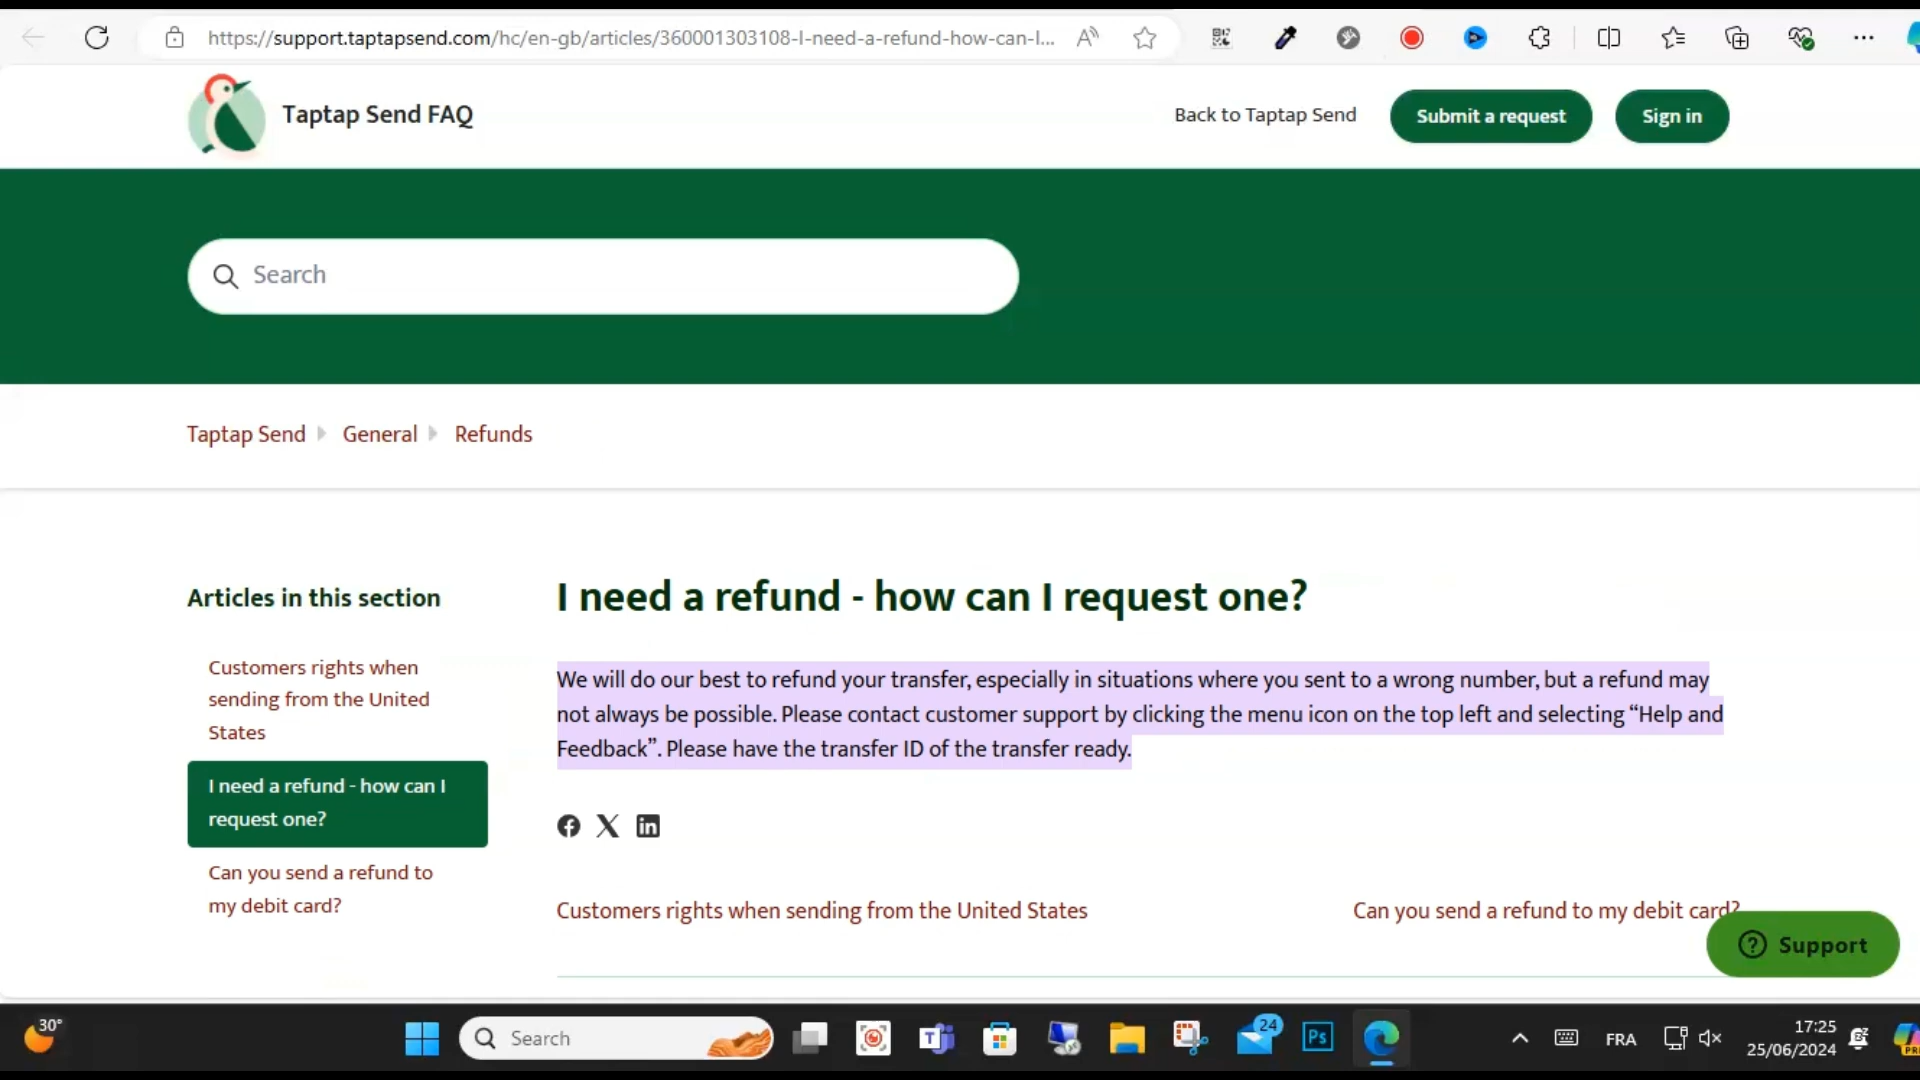 https://support.taptapsend.com/hc/en-gb/articles/360001303108-I-need-a-refund-how-can-I...
Taptap Send FAQ
Back to Taptap Send
Submit a request
Sign in
Search
Taptap Send
General
Refunds
Articles in this section
Customers rights when
sending from the United
States
I need a refund - how can I
request one?
Can you send a refund to
my debit card?
I need a refund - how can I request one?
We will do our best to refund your transfer, especially in situations where you sent to a wrong number, but a refund may
not always be possible. Please contact customer support by clicking the menu icon on the top left and selecting “Help and
Feedback”. Please have the transfer ID of the transfer ready.
Customers rights when sending from the United States
Can you send a refund to my debit card?
Support
30°
Search
24
Ps
FRA
17:25
25/06/2024